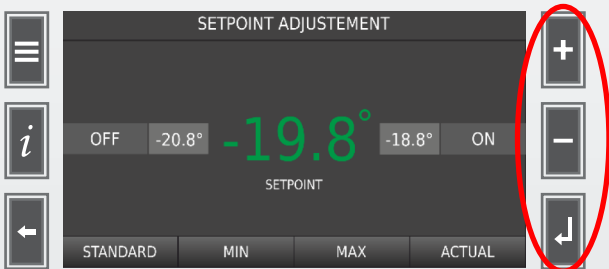 SETPOINT ADJUSTEMENT
+
i
OFF -20.8° -19.8° -18.8° ON
−
SETPOINT
STANDARD MIN MAX ACTUAL